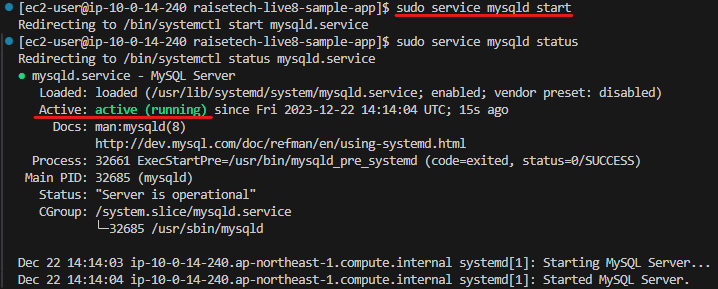 [ec2-user@ip-10-0-14-240 raisetech-live8-sample-app]$ sudo service mysqld start
Redirecting to /bin/systemctl start mysqld.service
[ec2-user@ip-10-0-14-240 raisetech-live8-sample-app]$ sudo service mysqld status
Redirecting to /bin/systemctl status mysqld.service
● mysqld.service - MySQL Server
Loaded: loaded (/usr/lib/systemd/system/mysqld.service; enabled; vendor preset: disabled)
Active: active (running) since Fri 2023-12-22 14:14:04 UTC; 15s ago
Docs: man:mysqld(8)
http://dev.mysql.com/doc/refman/en/using-systemd.html
Process: 32661 ExecStartPre=/usr/bin/mysqld_pre_systemd (code=exited, status=0/SUCCESS)
Main PID: 32685 (mysqld)
Status: "Server is operational"
CGroup: /system.slice/mysqld.service
└─32685 /usr/sbin/mysqld
Dec 22 14:14:03 ip-10-0-14-240.ap-northeast-1.compute.internal systemd[1]: Starting MySQL Server...
Dec 22 14:14:04 ip-10-0-14-240.ap-northeast-1.compute.internal systemd[1]: Started MySQL Server.